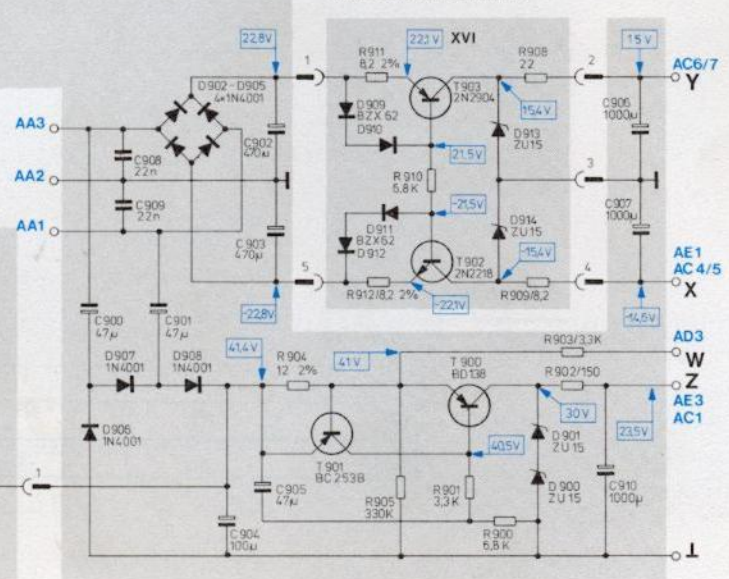 22,8V
1
R911
8,2 2%
22,1V
XVI
R908
22
2
15V
AC6/7
Y
D902-D905
4×1N4001
T903
2N2904
15,4V
D909
BZX62
D910
C906
1000µ
AA3
C902
470µ
D913
ZU15
21,5V
C908
22n
R910
6,8K
3
AA2
C909
22n
-21,5V
C907
1000µ
D911
BZX62
D912
D914
ZU15
AA1
C903
470µ
T902
2N2218
-15,4V
AE1
AC4/5
X
5
4
R912/8,2 2%
R909/8,2
-22,8V
-22,1V
-14,5V
C900
47µ
C901
47µ
41,4V
R904
12 2%
41V
R903/3,3K
AD3
W
D907
1N4001
D908
1N4001
T900
BD138
R902/150
Z
AE3
AC1
30V
23,5V
D906
1N4001
40,5V
D901
ZU15
T901
BC253B
1
C905
47µ
R905
330K
R901
3,3K
D900
ZU15
C910
1000µ
C904
100µ
R900
6,8K
⊥